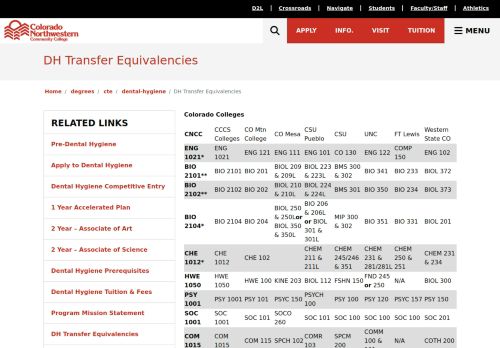 D2L | Crossroads | Navigate | Students | Faculty/Staff | Athletics
Colorado
Northwestern
Community College
APPLY
INFO.
VISIT
TUITION
MENU
DH Transfer Equivalencies
Home / degrees / cte / dental-hygiene / DH Transfer Equivalencies
RELATED LINKS
Pre-Dental Hygiene
Apply to Dental Hygiene
Dental Hygiene Competitive Entry
1 Year Accelerated Plan
2 Year – Associate of Art
2 Year – Associate of Science
Dental Hygiene Prerequisites
Dental Hygiene Tuition & Fees
Program Mission Statement
DH Transfer Equivalencies
Colorado Colleges
CNCC CCCS Colleges CO Mtn College CO Mesa CSU Pueblo CSU UNC FT Lewis Western State CO
ENG 1021* ENG 1021 ENG 121 ENG 111 ENG 101 CO 130 ENG 122 COMP 150 ENG 102
BIO 2101** BIO 2101 BIO 201 BIO 209 & 209L BIO 223 & 223L BMS 300 & 302 BIO 341 BIO 233 BIOL 372
BIO 2102** BIO 2102 BIO 202 BIO 210 & 210L BIO 224 & 224L BMS 301 & 302 BIO 350 BIO 234 BIOL 373
BIO 2104* BIO 2104 BIO 204 BIOL 250 & 250L or BIOL 350 & 350L BIO 206 & 206L or BIOL 301 & 301L MIP 300 & 302 BIO 351 BIO 331 BIOL 201
CHE 1012* CHE 1012 CHE 102 CHEM 211 & 211L CHEM 245/246 & 351 CHEM 231 & 281/281L CHEM 250 & 251 CHEM 231 & 234
HWE 1050 HWE 1050 HWE 100 KINE 203 BIOL 112 FSHN 150 FND 245 or 250 N/A BIOL 300
PSY 1001 PSY 1001 PSY 101 PSYC 150 PSYCH 100 PSY 100 PSY 120 PSYC 157 PSY 150
SOC 1001 SOC 1001 SOC 101 SOCO 260 SOC 101 SOC 100 SOC 100 SOC 100 SOC 201
COM 1015 COM 1015 COM 115 SPCH 102 COMR 103 SPCM 200 COMM 100 & N/A COTH 200